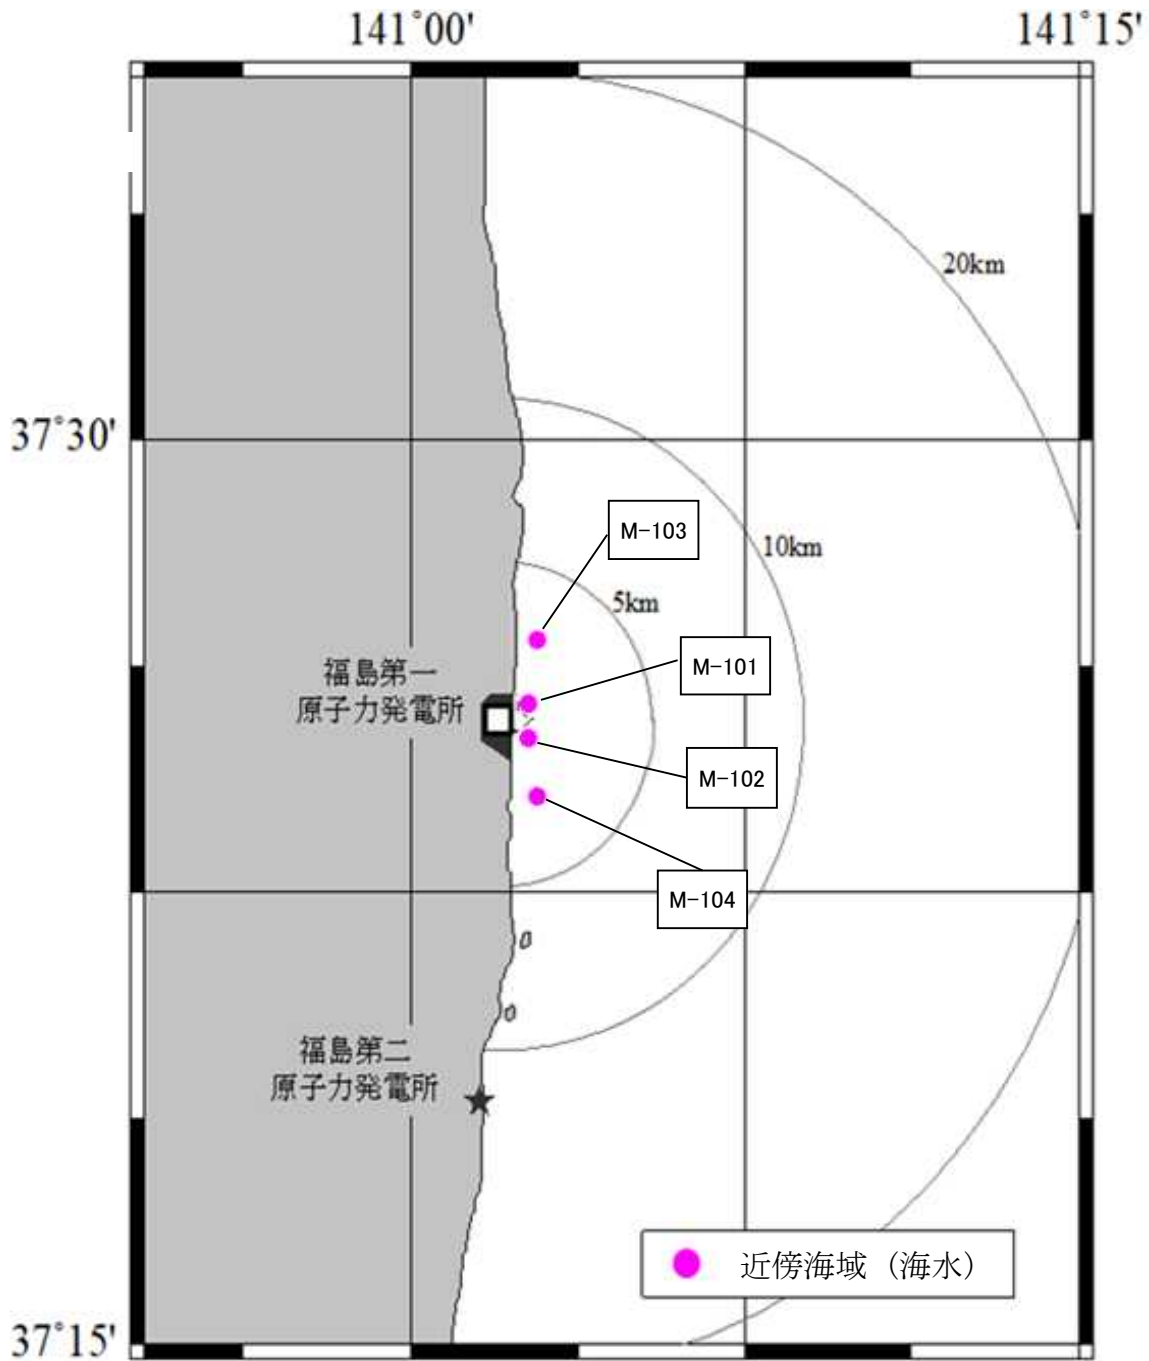 141°00'
141°15'
20km
37°30'
M-103
10km
5km
福島第一
原子力発電所
M-101
M-102
M-104
福島第二
原子力発電所
近傍海域（海水）
37°15'